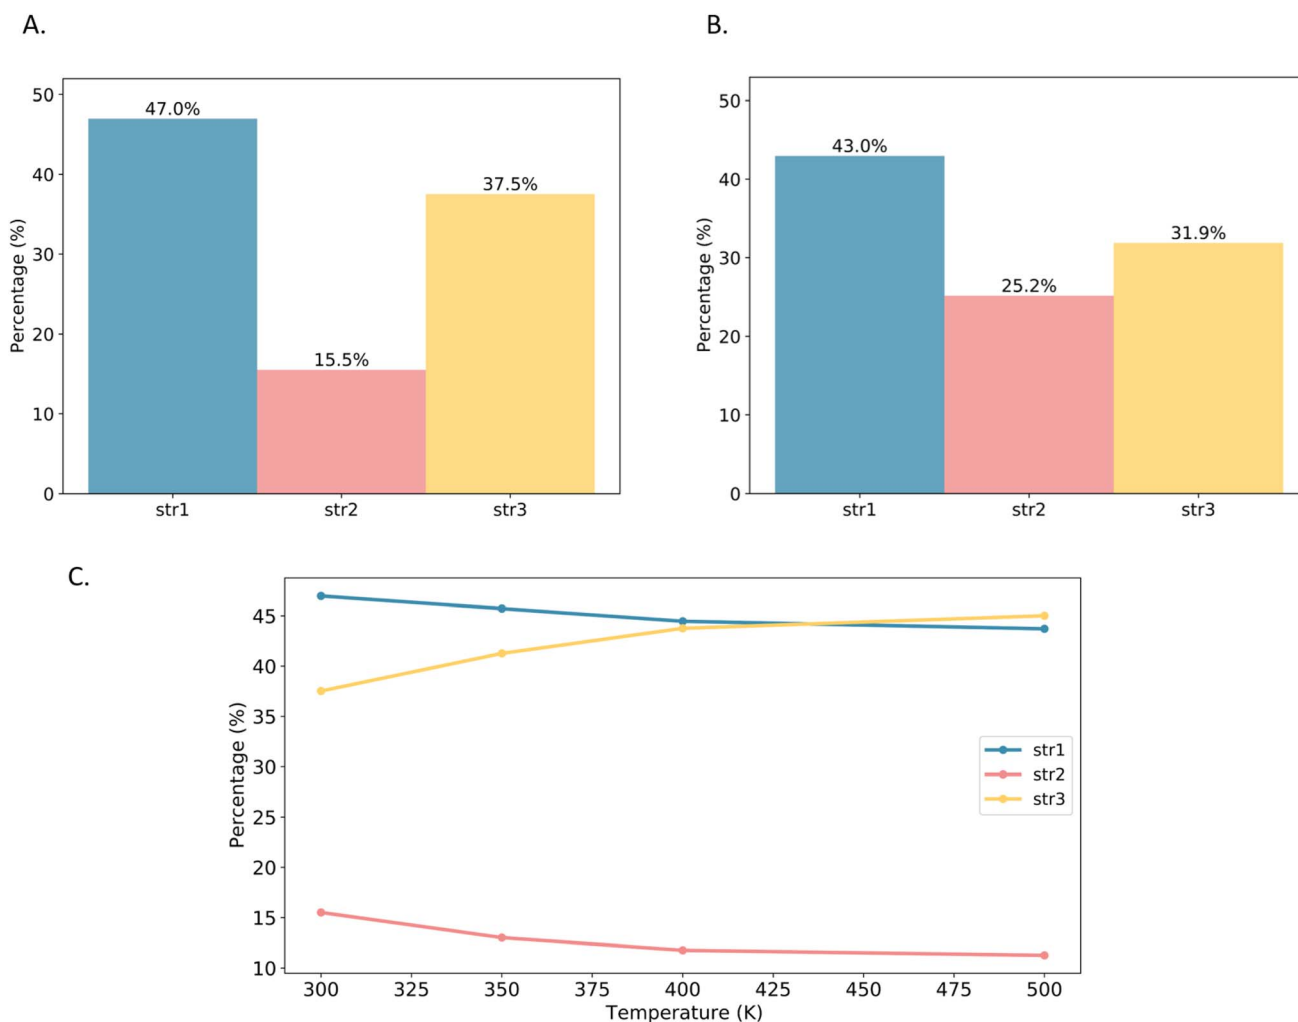 A.
50
40
30
20
10
0
Percentage (%)
47.0%
15.5%
37.5%
str1 str2 str3
B.
50
40
30
20
10
0
Percentage (%)
43.0%
25.2%
31.9%
str1 str2 str3
C.
45
40
35
30
25
20
15
10
Percentage (%)
str1
str2
str3
300 325 350 375 400 425 450 475 500
Temperature (K)